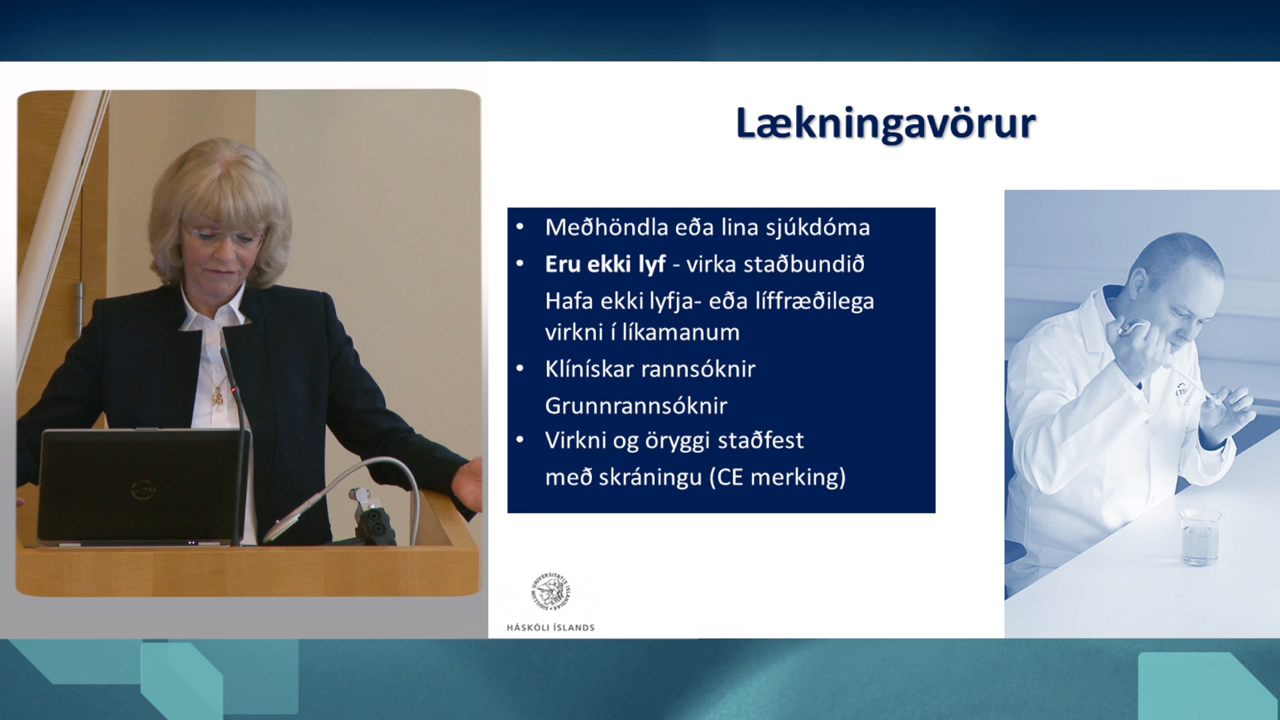 Lækningavörur
• Meðhöndla eða lina sjúkdóma
• Eru ekki lyf - virka staðbundið
Hafa ekki lyfja- eða líffræðilega
virkni í líkamanum
• Klínískar rannsóknir
Grunnrannsóknir
• Virkni og öryggi staðfest
með skráningu (CE merking)
HÁSKÓLI ÍSLANDS